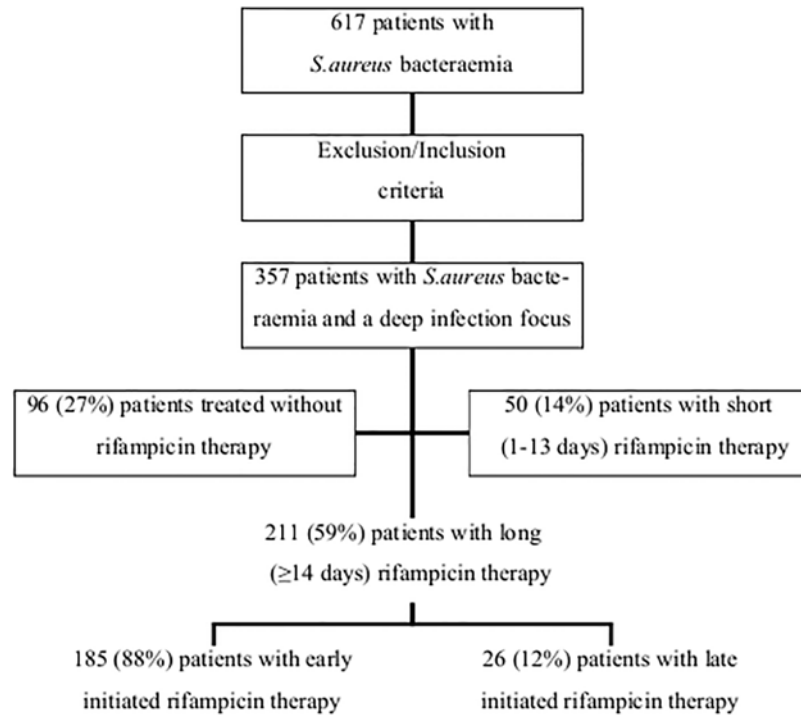 617 patients with
S.aureus bacteraemia
Exclusion/Inclusion
criteria
357 patients with S.aureus bacte-
raemia and a deep infection focus
96 (27%) patients treated without
rifampicin therapy
50 (14%) patients with short
(1-13 days) rifampicin therapy
211 (59%) patients with long
(≥14 days) rifampicin therapy
185 (88%) patients with early
initiated rifampicin therapy
26 (12%) patients with late
initiated rifampicin therapy